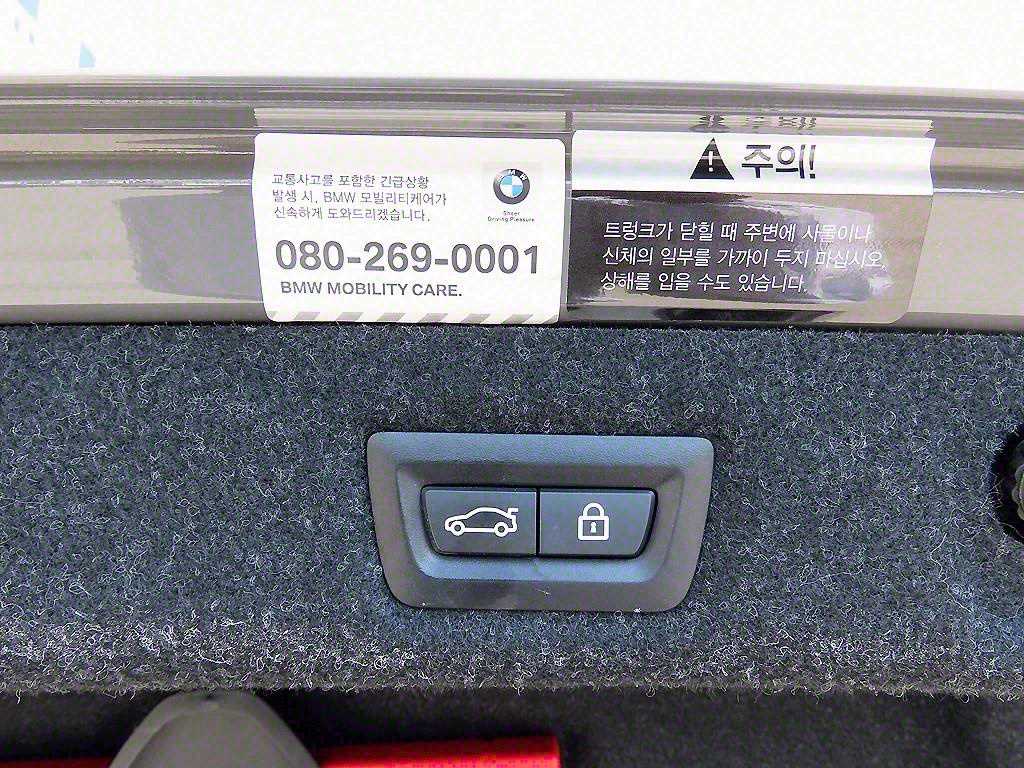 교통사고를 포함한 긴급상황
발생 시, BMW 모빌리티케어가
신속하게 도와드리겠습니다.
BMW
Sheer
Driving Pleasure
080-269-0001
BMW MOBILITY CARE.
주의!
트렁크가 닫힐 때 주변에 사물이나
신체의 일부를 가까이 두지 마십시오.
상해를 입을 수도 있습니다.